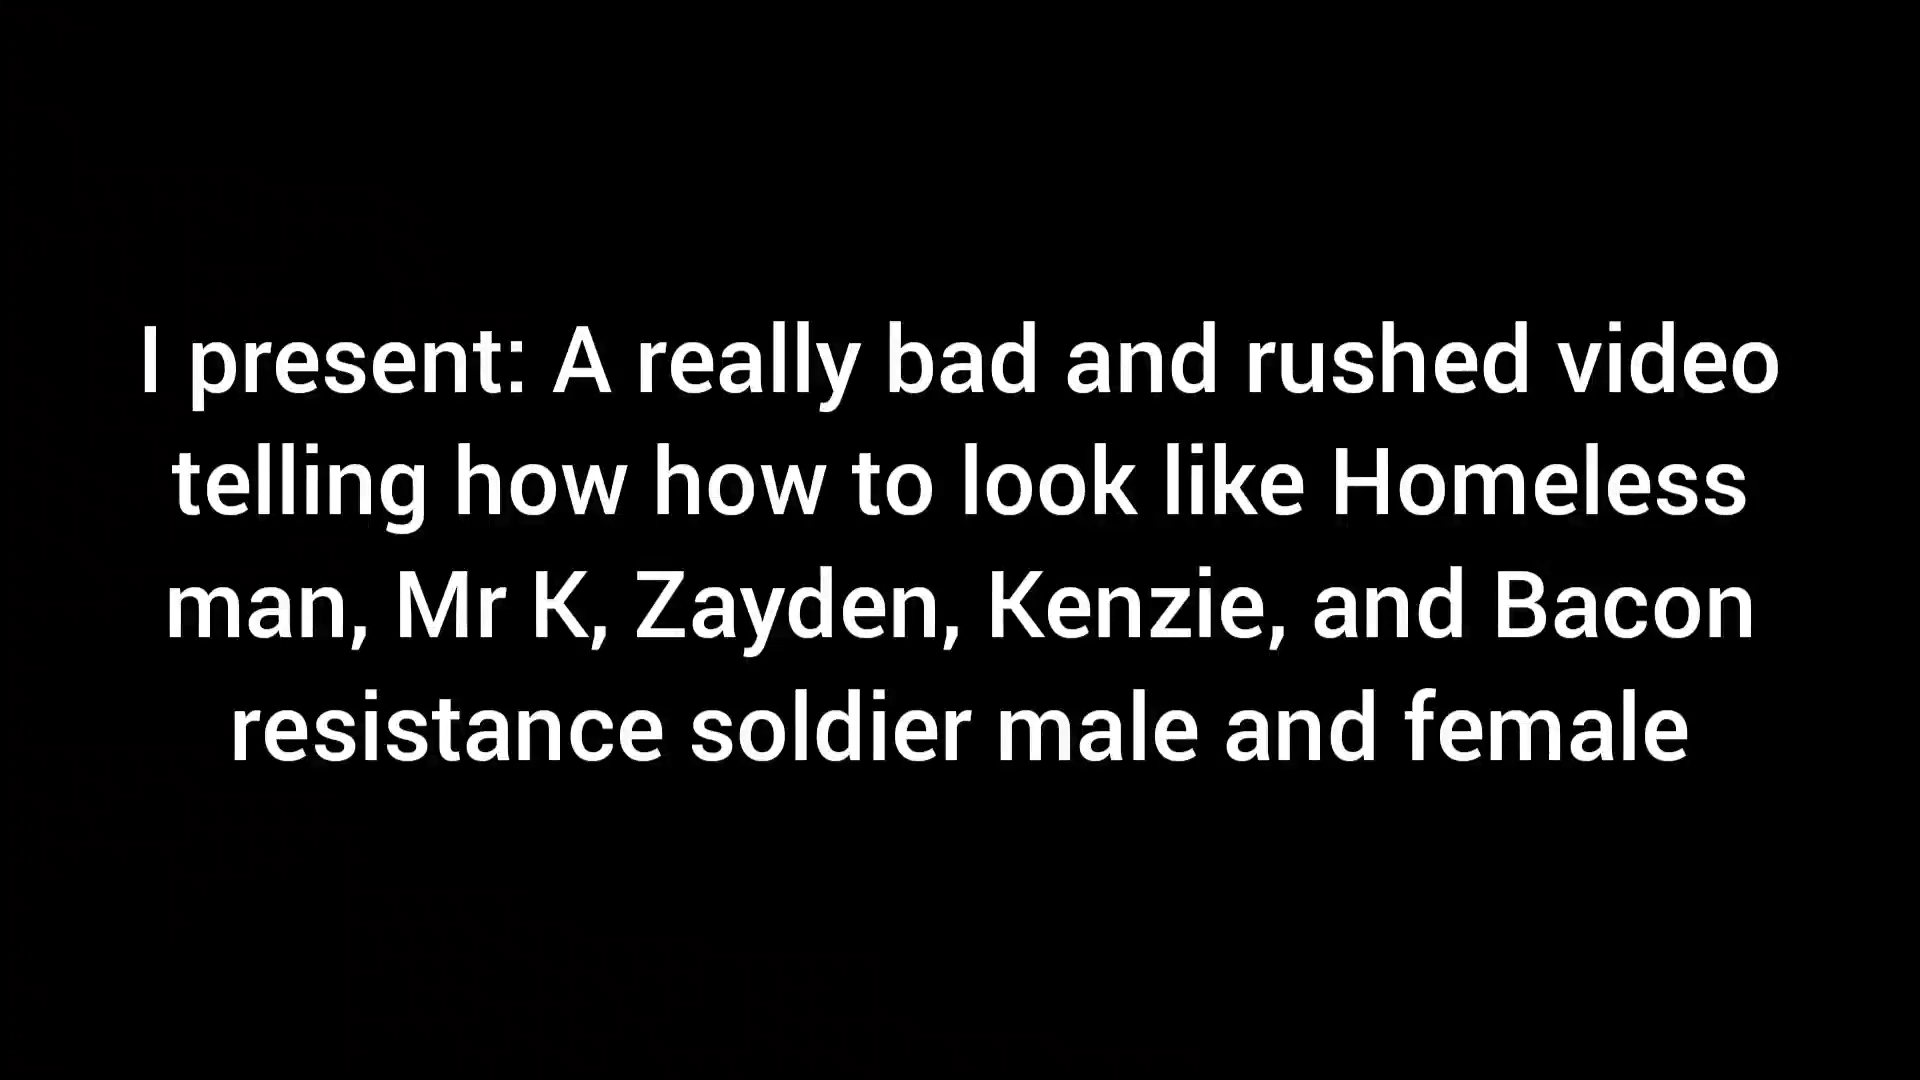 I present: A really bad and rushed video
telling how how to look like Homeless
man, Mr K, Zayden, Kenzie, and Bacon
resistance soldier male and female